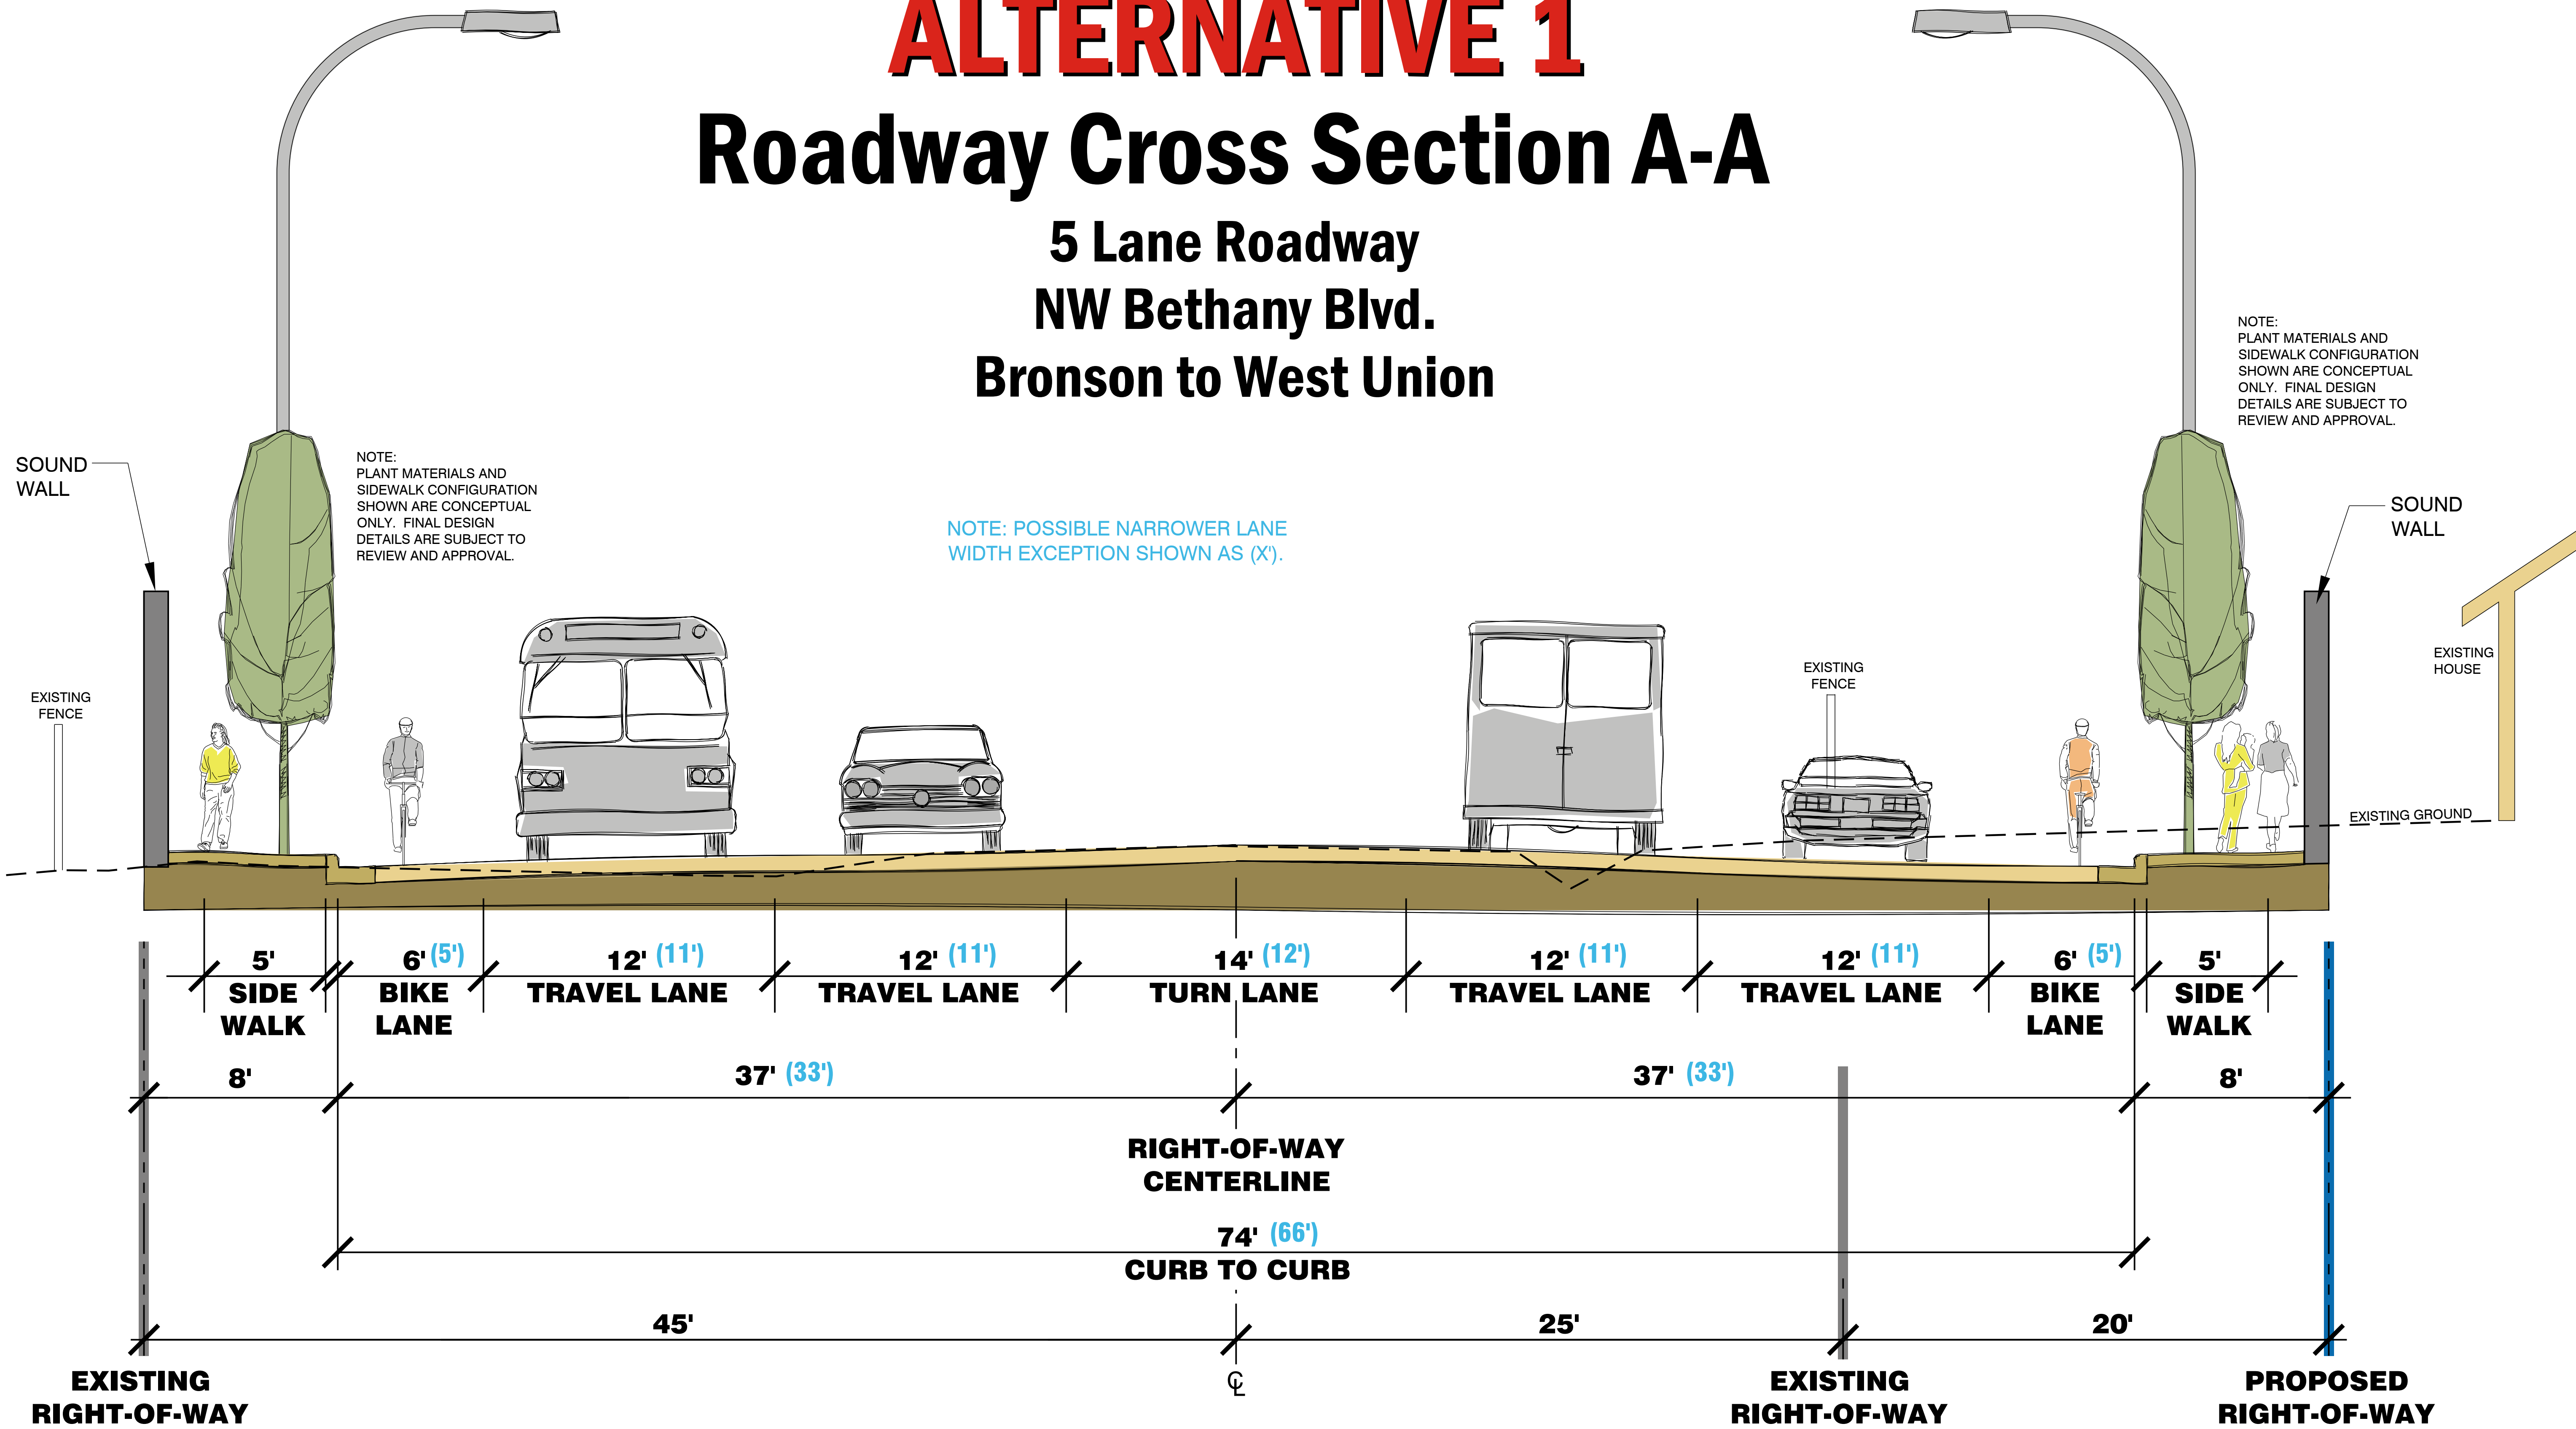 ALTERNATIVE 1
Roadway Cross Section A-A
5 Lane Roadway
NW Bethany Blvd.
Bronson to West Union
NOTE:
PLANT MATERIALS AND
SIDEWALK CONFIGURATION
SHOWN ARE CONCEPTUAL
ONLY. FINAL DESIGN
DETAILS ARE SUBJECT TO
REVIEW AND APPROVAL.
SOUND
WALL
NOTE:
PLANT MATERIALS AND
SIDEWALK CONFIGURATION
SHOWN ARE CONCEPTUAL
ONLY. FINAL DESIGN
DETAILS ARE SUBJECT TO
REVIEW AND APPROVAL.
NOTE: POSSIBLE NARROWER LANE
WIDTH EXCEPTION SHOWN AS (X').
SOUND
WALL
EXISTING
FENCE
EXISTING
FENCE
EXISTING
HOUSE
EXISTING GROUND
5' 6' (5') 12' (11') 12' (11') 14' (12') 12' (11') 12' (11') 6' (5') 5'
SIDE BIKE TRAVEL LANE TRAVEL LANE TURN LANE TRAVEL LANE TRAVEL LANE BIKE SIDE
WALK LANE LANE WALK
8' 37' (33') 37' (33') 8'
RIGHT-OF-WAY
CENTERLINE
74' (66')
CURB TO CURB
45' 25' 20'
EXISTING
RIGHT-OF-WAY
CL
EXISTING
RIGHT-OF-WAY
PROPOSED
RIGHT-OF-WAY